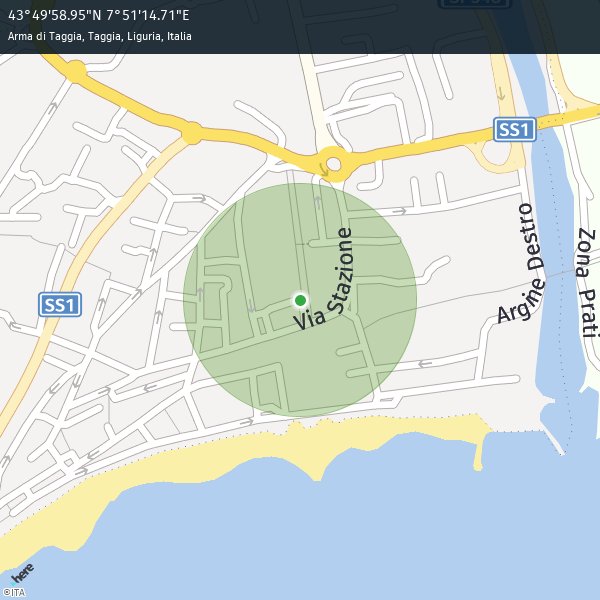 43°49'58.95"N 7°51'14.71"E
Arma di Taggia, Taggia, Liguria, Italia
SS1
Via Stazione
Argine Destro
Zona Prati
SS1
here
©ITA